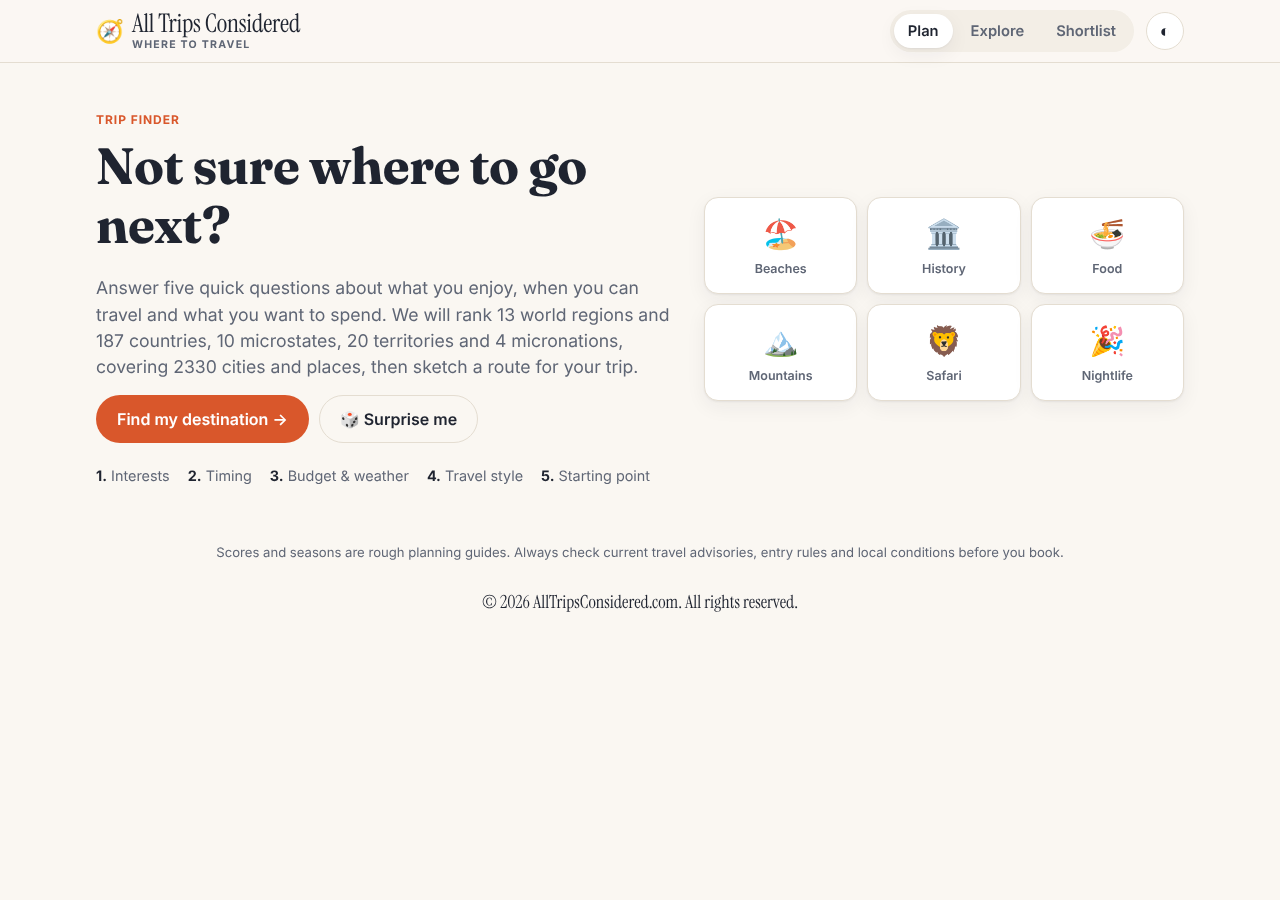 All Trips Considered
WHERE TO TRAVEL
Plan
Explore
Shortlist
TRIP FINDER
Not sure where to go
next?
Answer five quick questions about what you enjoy, when you can
travel and what you want to spend. We will rank 13 world regions and
187 countries, 10 microstates, 20 territories and 4 micronations,
covering 2330 cities and places, then sketch a route for your trip.
Find my destination →
Surprise me
1. Interests 2. Timing 3. Budget & weather 4. Travel style 5. Starting point
Beaches
History
Food
Mountains
Safari
Nightlife
Scores and seasons are rough planning guides. Always check current travel advisories, entry rules and local conditions before you book.
© 2026 AllTripsConsidered.com. All rights reserved.